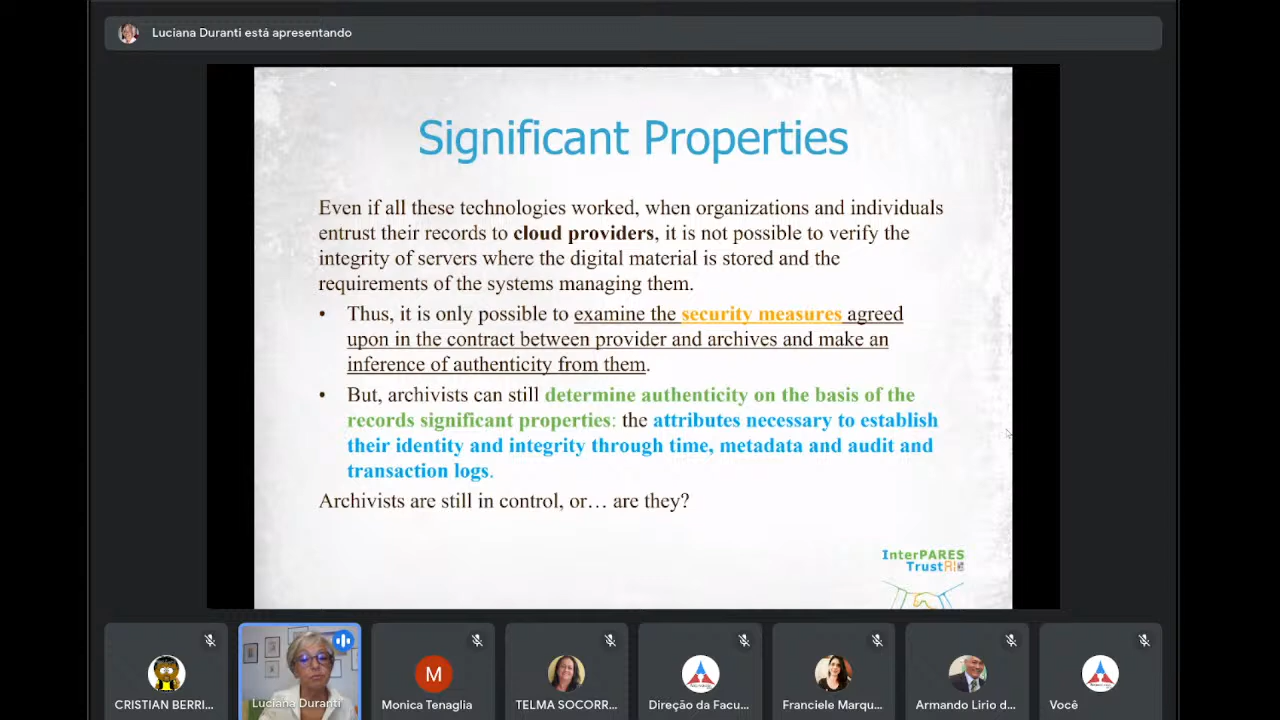 Luciana Duranti está apresentando
Significant Properties
Even if all these technologies worked, when organizations and individuals
entrust their records to cloud providers, it is not possible to verify the
integrity of servers where the digital material is stored and the
requirements of the systems managing them.
• Thus, it is only possible to examine the security measures agreed
upon in the contract between provider and archives and make an
inference of authenticity from them.
• But, archivists can still determine authenticity on the basis of the
records significant properties: the attributes necessary to establish
their identity and integrity through time, metadata and audit and
transaction logs.
Archivists are still in control, or… are they?
InterPARES
Trust
M
CRISTIAN BERRI...
Luciana Duranti
Monica Tenaglia
TELMA SOCORR...
Direção da Facu...
Franciele Marqu...
Armando Lirio d...
Você